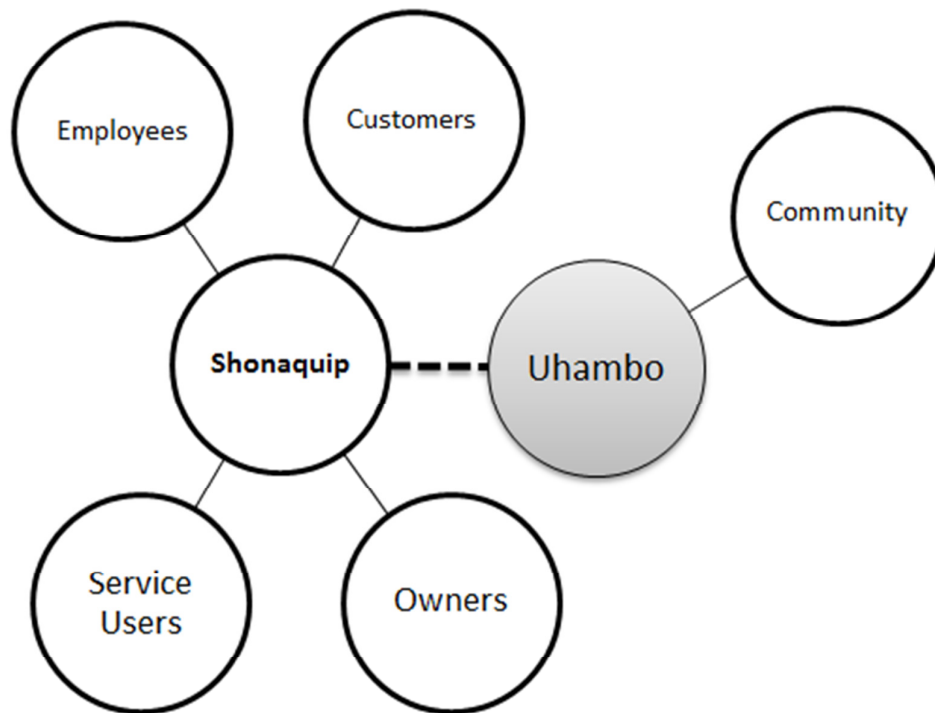 Employees
Customers
Community
Shonaquip
Uhambo
Service
Users
Owners